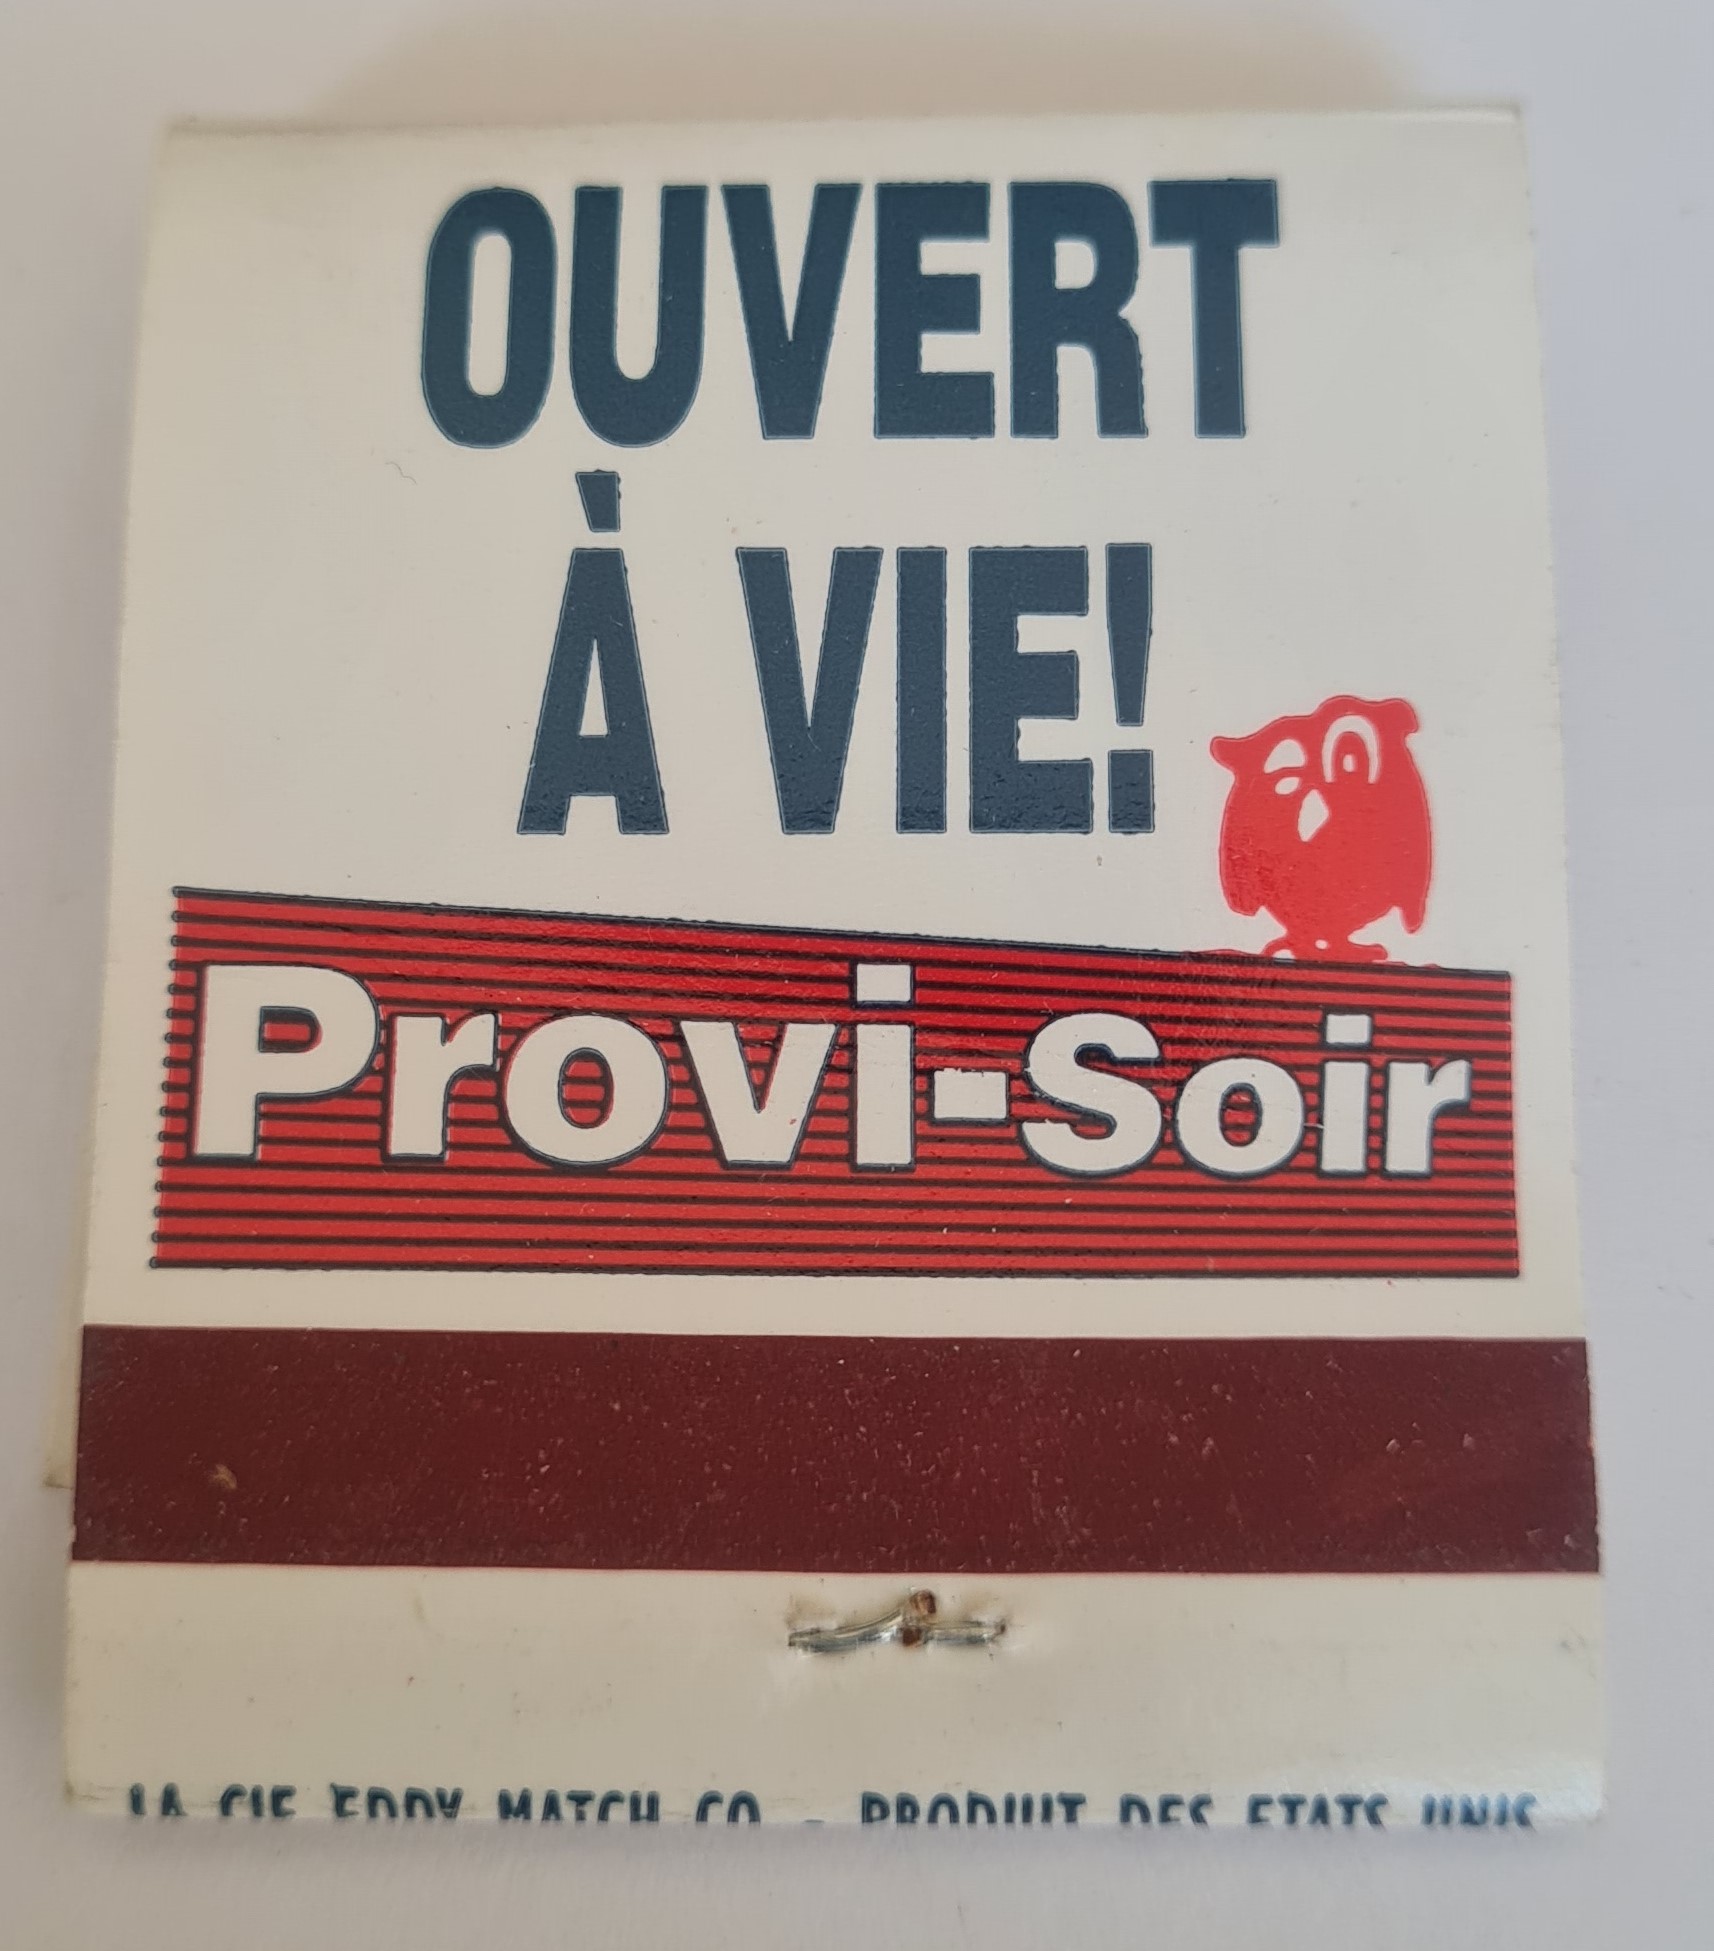 OUVERT
À VIE!
Provi-Soir
LA CIE EDDY MATCH CO. - PRODUIT DES ETATS UNIS